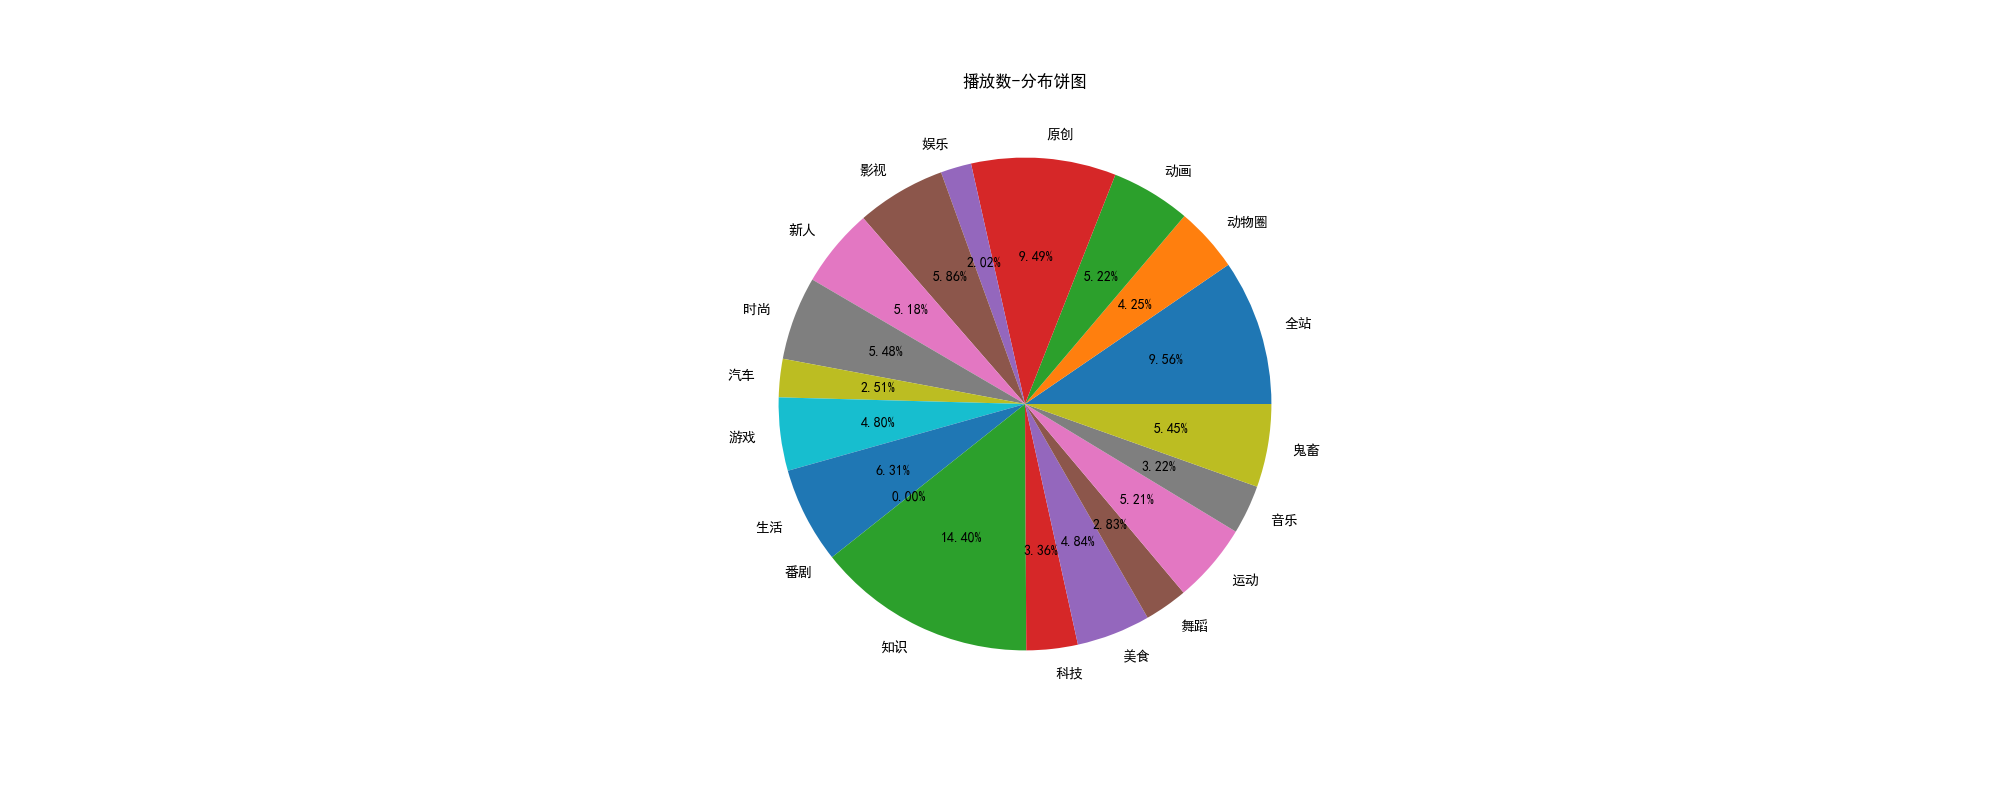 播放数-分布饼图
原创
娱乐
动画
影视
动物圈
新人
9.49%
2.02%
5.86%
5.22%
4.25%
时尚
5.18%
全站
5.48%
9.56%
汽车
2.51%
4.80%
5.45%
游戏
鬼畜
6.31%
3.22%
0.00%
5.21%
音乐
生活
2.83%
14.40%
4.84%
3.36%
番剧
运动
舞蹈
知识
美食
科技